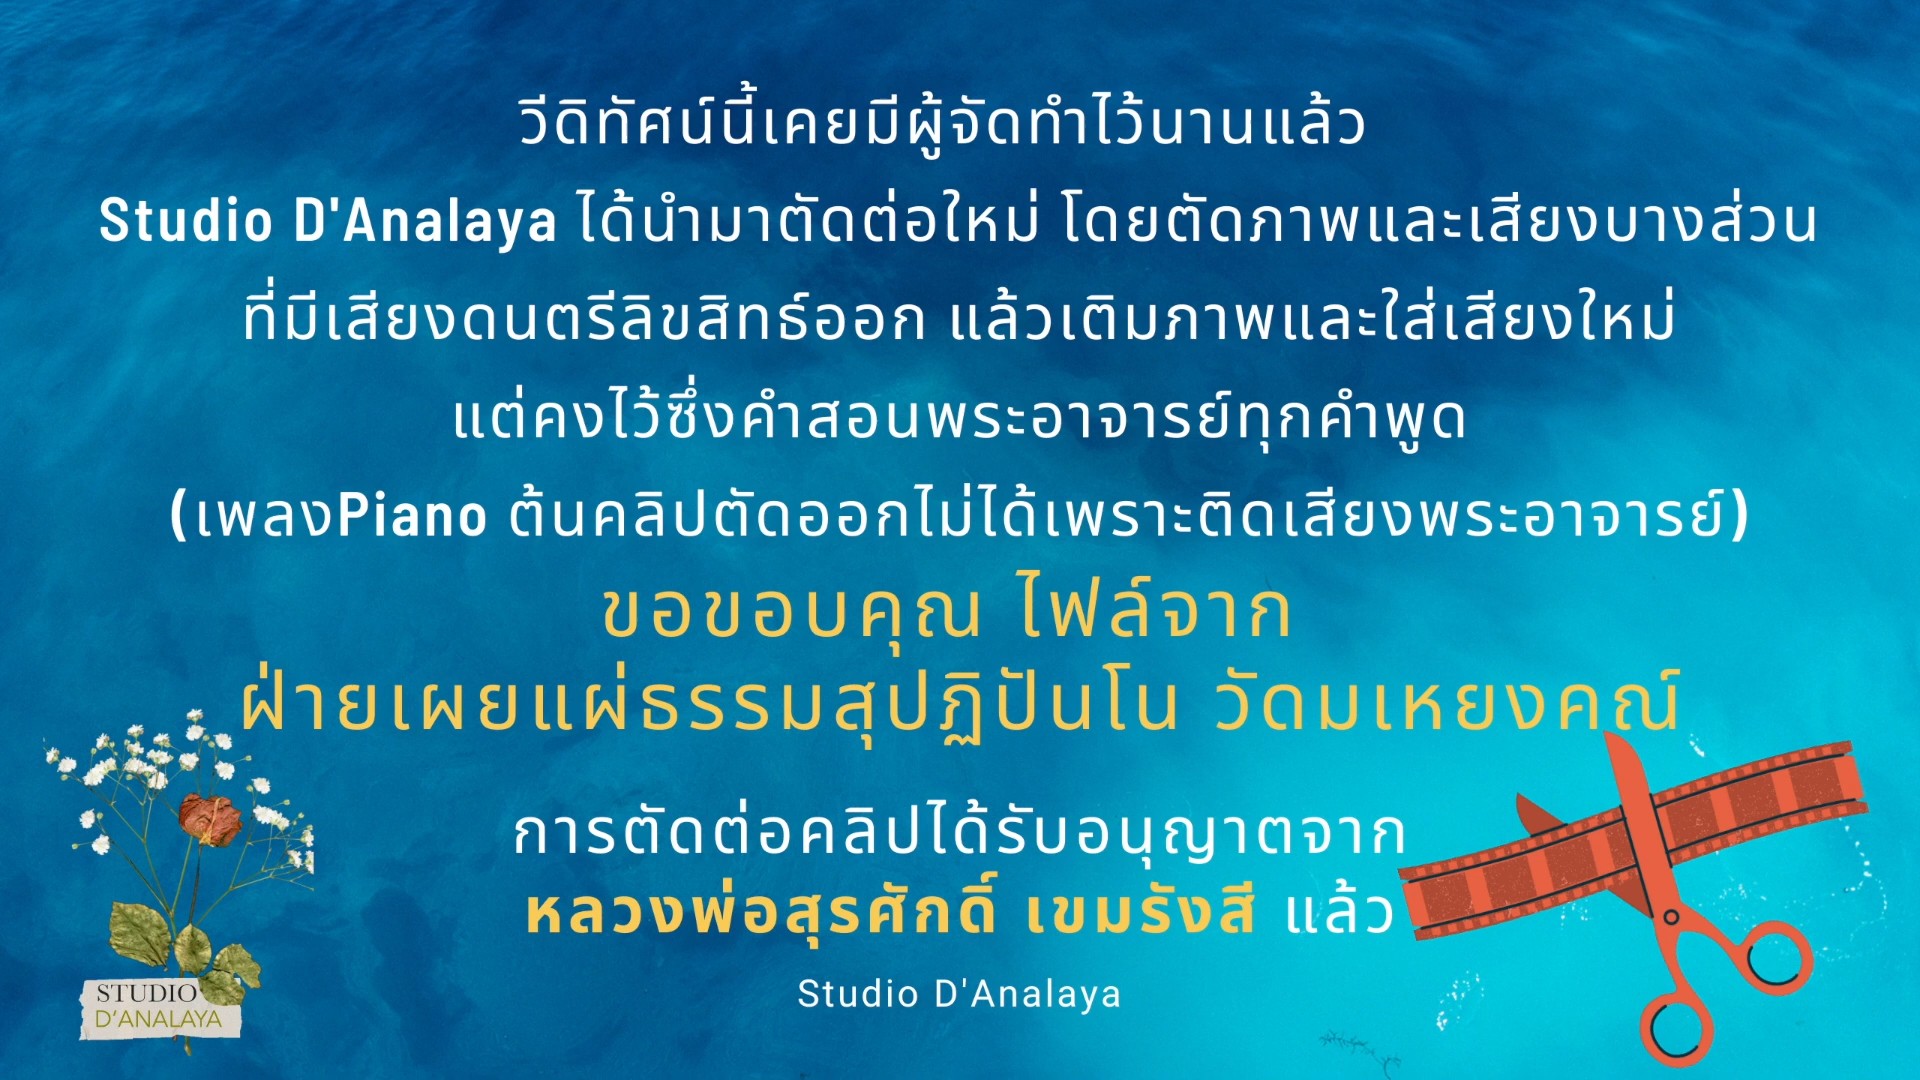 วีดิทัศน์นี้เคยมีผู้จัดทำไว้นานแล้ว
Studio D'Analaya ได้นำมาตัดต่อใหม่ โดยตัดภาพและเสียงบางส่วน
ที่มีเสียงดนตรีลิขสิทธ์ออก แล้วเติมภาพและใส่เสียงใหม่
แต่คงไว้ซึ่งคำสอนพระอาจารย์ทุกคำพูด
(เพลงPiano ต้นคลิปตัดออกไม่ได้เพราะติดเสียงพระอาจารย์)
ขอขอบคุณ ไฟล์จาก
ฝ่ายเผยแผ่ธรรมสุปฏิปันโน วัดมเหยงคณ์
การตัดต่อคลิปได้รับอนุญาตจาก
หลวงพ่อสุรศักดิ์ เขมรังสี แล้ว
Studio D'Analaya
STUDIO
D'ANALAYA